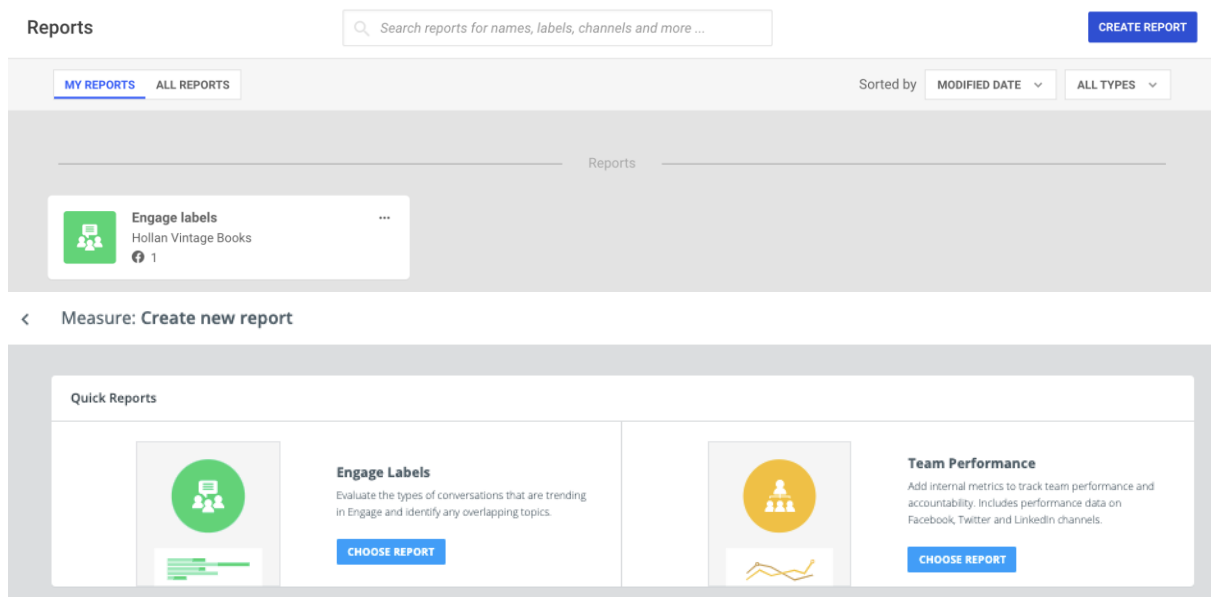 Reports
Search reports for names, labels, channels and more ...
CREATE REPORT
MY REPORTS
ALL REPORTS
Sorted by
MODIFIED DATE
ALL TYPES
Reports
Engage labels
Hollan Vintage Books
1
Measure: Create new report
Quick Reports
Engage Labels
Evaluate the types of conversations that are trending
in Engage and identify any overlapping topics.
CHOOSE REPORT
Team Performance
Add internal metrics to track team performance and
accountability. Includes performance data on
Facebook, Twitter and LinkedIn channels.
CHOOSE REPORT